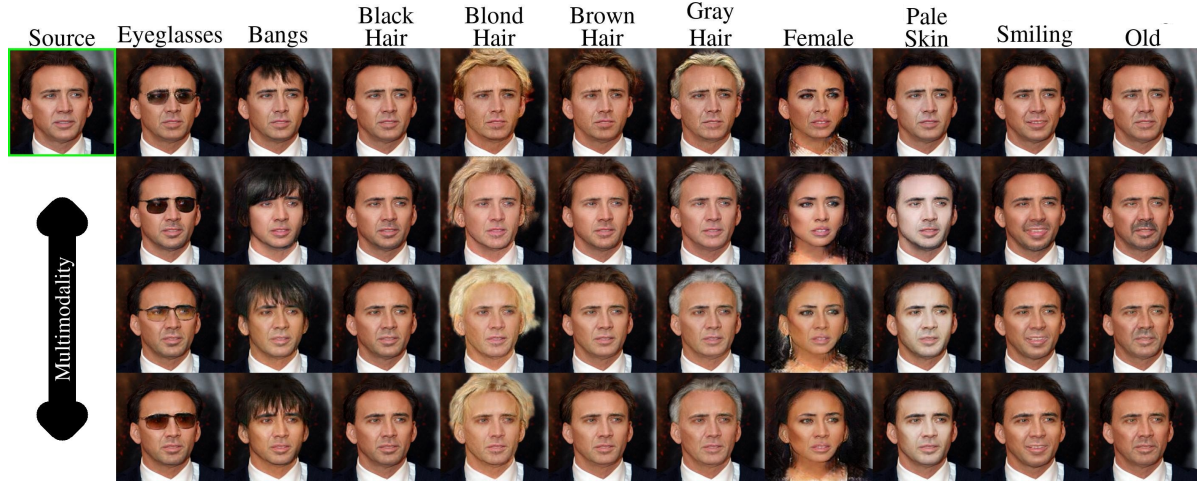 Source
Eyeglasses
Bangs
Black
Hair
Blond
Hair
Brown
Hair
Gray
Hair
Female
Pale
Skin
Smiling
Old
Multimodality